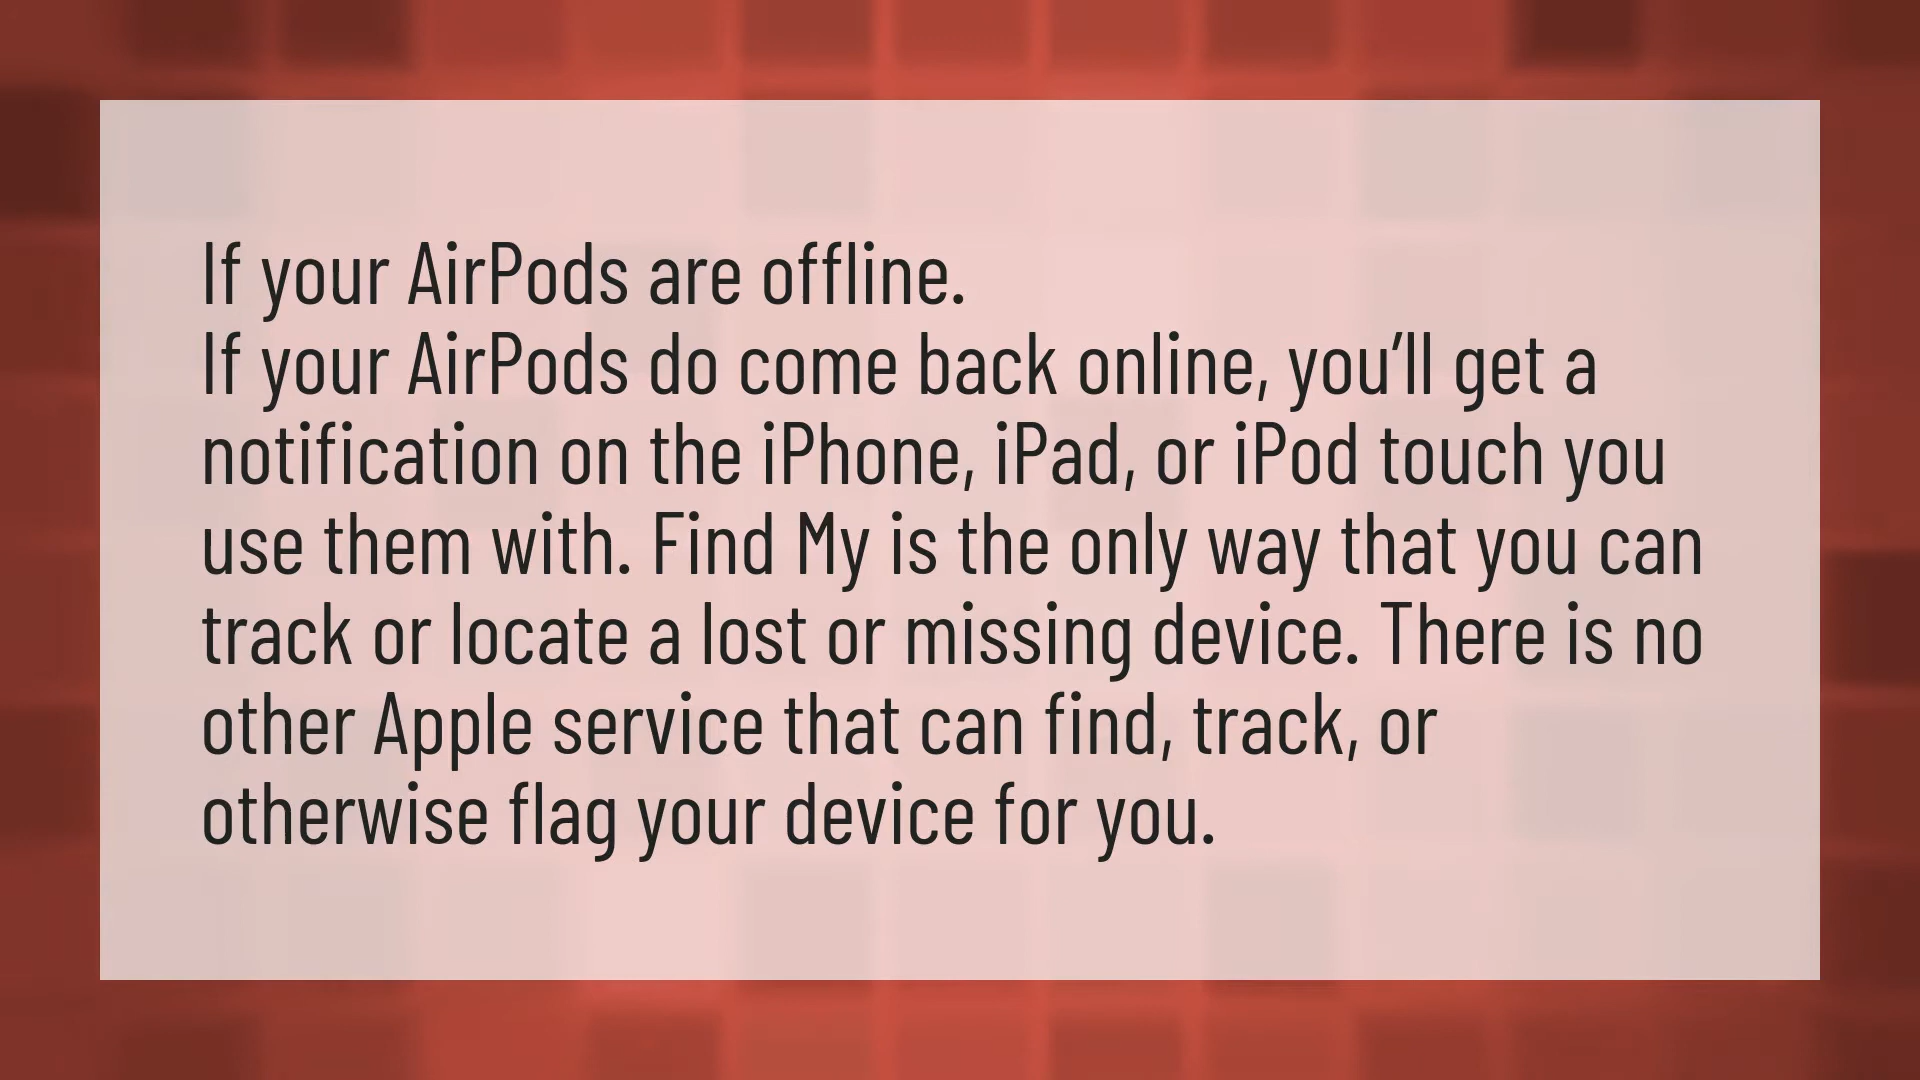 If your AirPods are offline.
If your AirPods do come back online, you’ll get a
notification on the iPhone, iPad, or iPod touch you
use them with. Find My is the only way that you can
track or locate a lost or missing device. There is no
other Apple service that can find, track, or
otherwise flag your device for you.